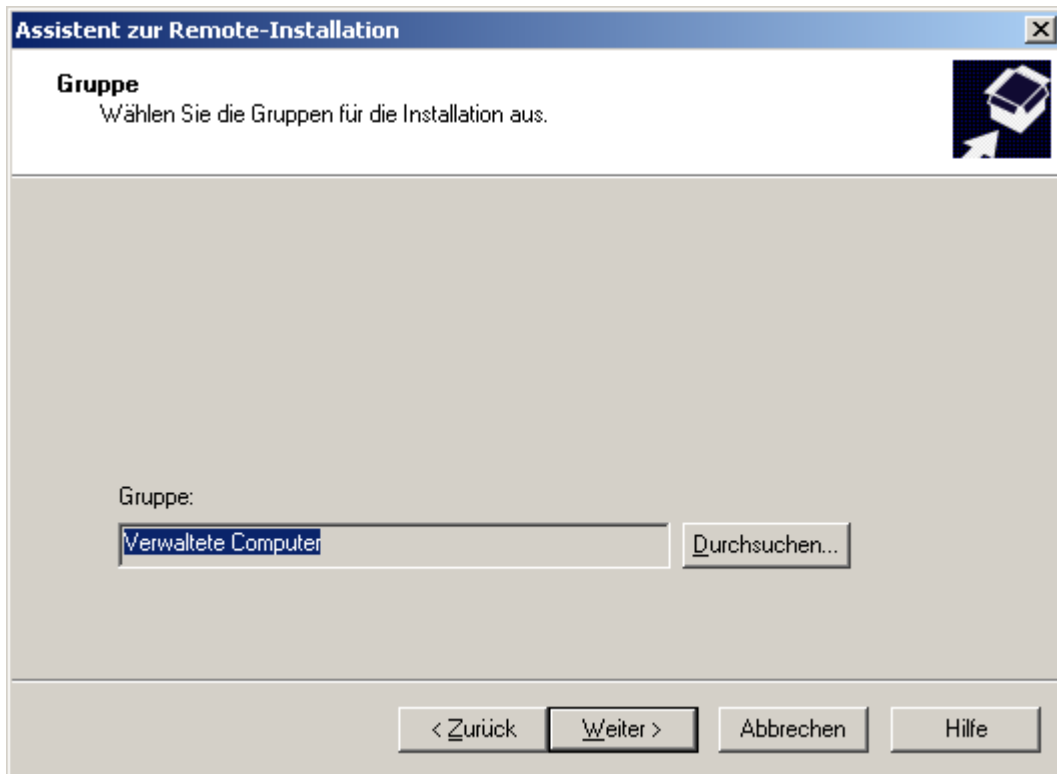 Assistent zur Remote-Installation
Gruppe
Wählen Sie die Gruppen für die Installation aus.
Gruppe:
Verwaltete Computer
Durchsuchen...
< Zurück
Weiter >
Abbrechen
Hilfe